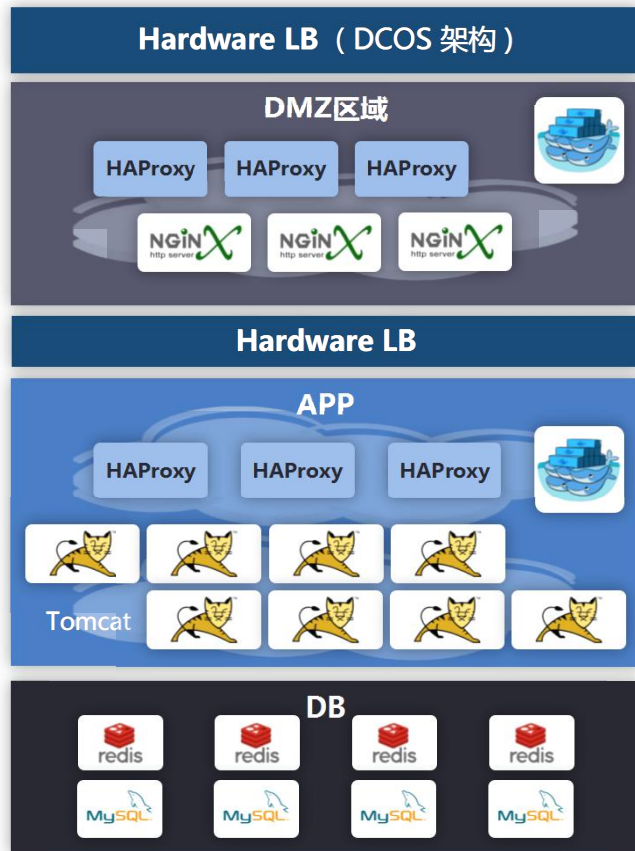 Hardware LB（DCOS 架构）
DMZ区域
HAProxy HAProxy HAProxy
NGiNX NGiNX NGiNX
http server http server http server
Hardware LB
APP
HAProxy HAProxy HAProxy
Tomcat
DB
redis redis redis redis
MySQL MySQL MySQL MySQL